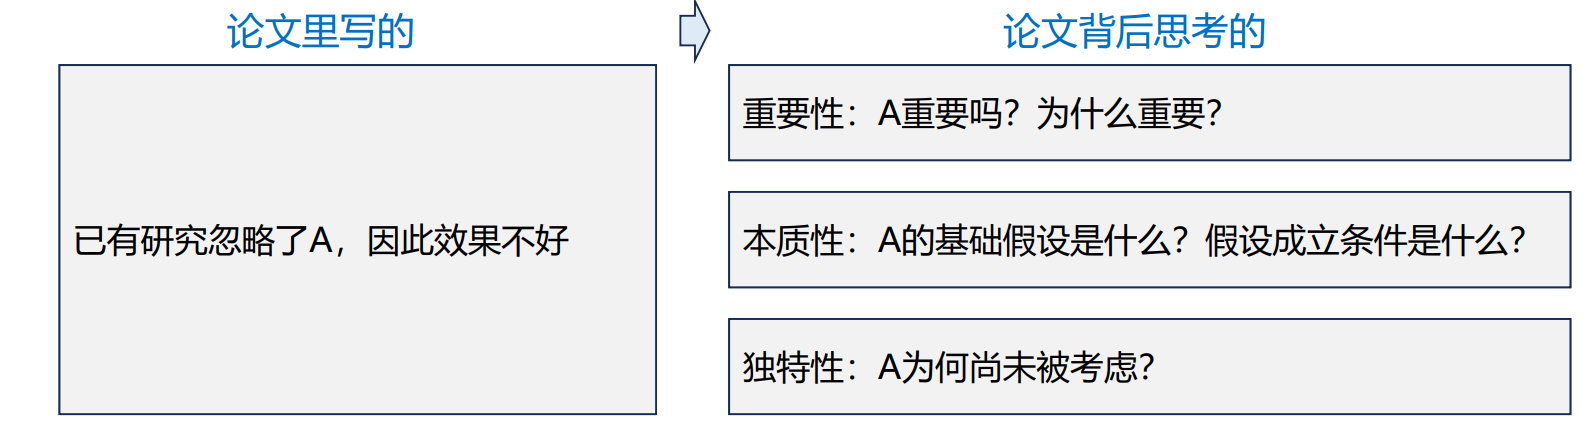 论文里写的
论文背后思考的
已有研究忽略了A，因此效果不好
重要性：A重要吗？为什么重要？
本质性：A的基础假设是什么？假设成立条件是什么？
独特性：A为何尚未被考虑？